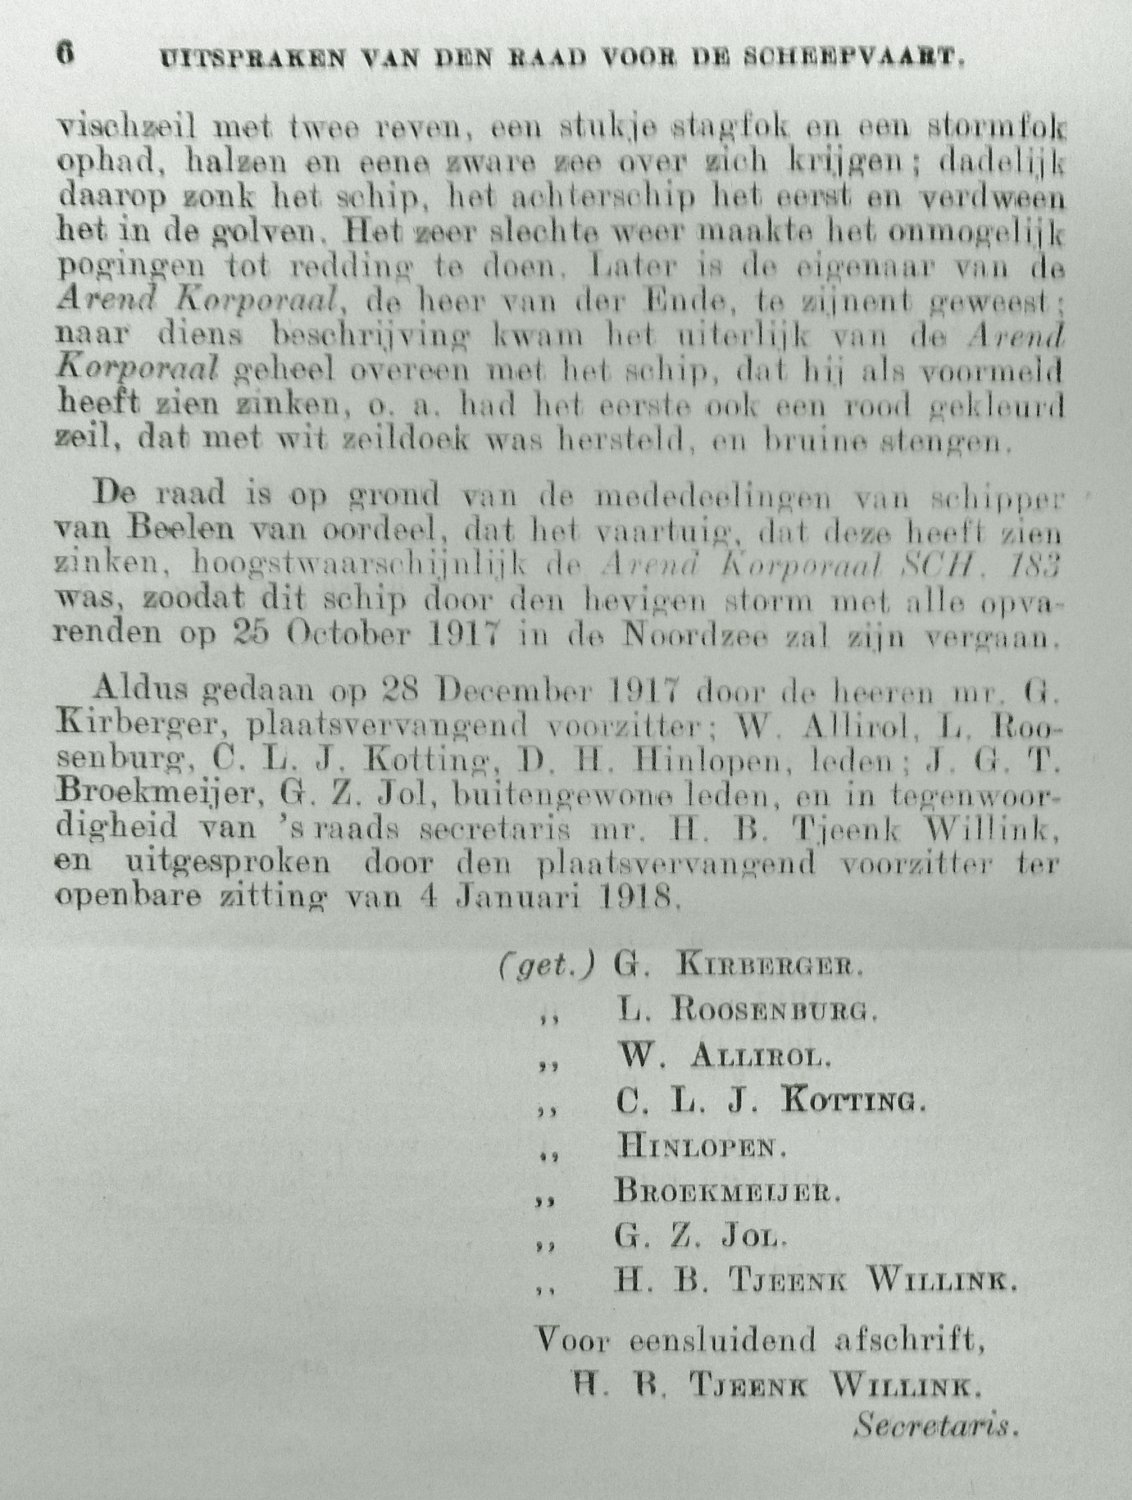 6 UITSPRAKEN VAN DEN RAAD VOOR DE SCHEEPVAART.
vischzeil met twee reven, een stukje stagfok en een stormfok
ophad, halzen en eene zware zee over zich krijgen; dadelijk
daarop zonk het schip, het achterschip het eerst en verdween
het in de golven. Het zeer slechte weer maakte het onmogelijk
pogingen tot redding te doen. Later is de eigenaar van de
Arend Korporaal, de heer van der Ende, te zijnent geweest;
naar diens beschrijving kwam het uiterlijk van de Arend
Korporaal geheel overeen met het schip, dat hij als voormeld
heeft zien zinken, o. a. had het eerste ook een rood gekleurd
zeil, dat met wit zeildoek was hersteld, en bruine stengen.
De raad is op grond van de mededeelingen van schipper
van Beelen van oordeel, dat het vaartuig, dat deze heeft zien
zinken, hoogstwaarschijnlijk de Arend Korporaal SCH. 183
was, zoodat dit schip door den hevigen storm met alle opva-
renden op 25 October 1917 in de Noordzee zal zijn vergaan.
Aldus gedaan op 28 December 1917 door de heeren mr. G.
Kirberger, plaatsvervangend voorzitter; W. Allirol, L. Roo-
senburg, C. L. J. Kotting, D. H. Hinlopen, leden; J. G. T.
Broekmeijer, G. Z. Jol, buitengewone leden, en in tegenwoor-
digheid van 's raads secretaris mr. H. B. Tjeenk Willink,
en uitgesproken door den plaatsvervangend voorzitter ter
openbare zitting van 4 Januari 1918.
(get.) G. KIRBERGER.
,, L. ROOSENBURG.
,, W. ALLIROL.
,, C. L. J. KOTTING.
,, HINLOPEN.
,, BROEKMEIJER.
,, G. Z. JOL.
,, H. B. TJEENK WILLINK.
Voor eensluidend afschrift,
H. B. TJEENK WILLINK.
Secretaris.